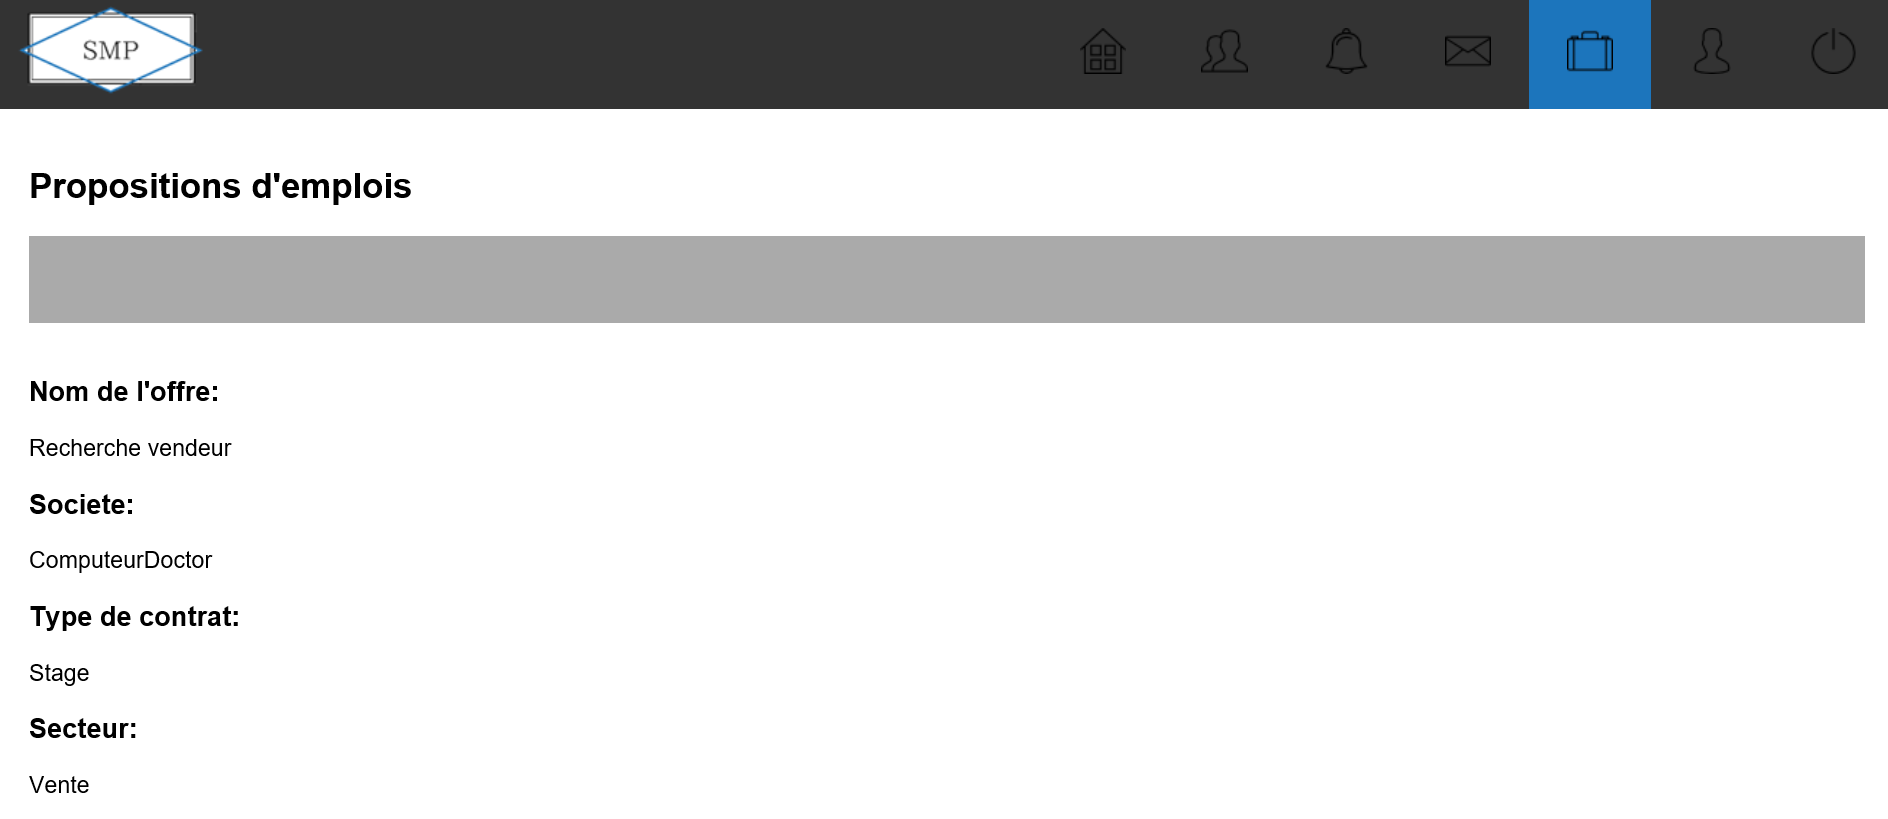 SMP
Propositions d'emplois
Nom de l'offre:
Recherche vendeur
Societe:
ComputeurDoctor
Type de contrat:
Stage
Secteur:
Vente